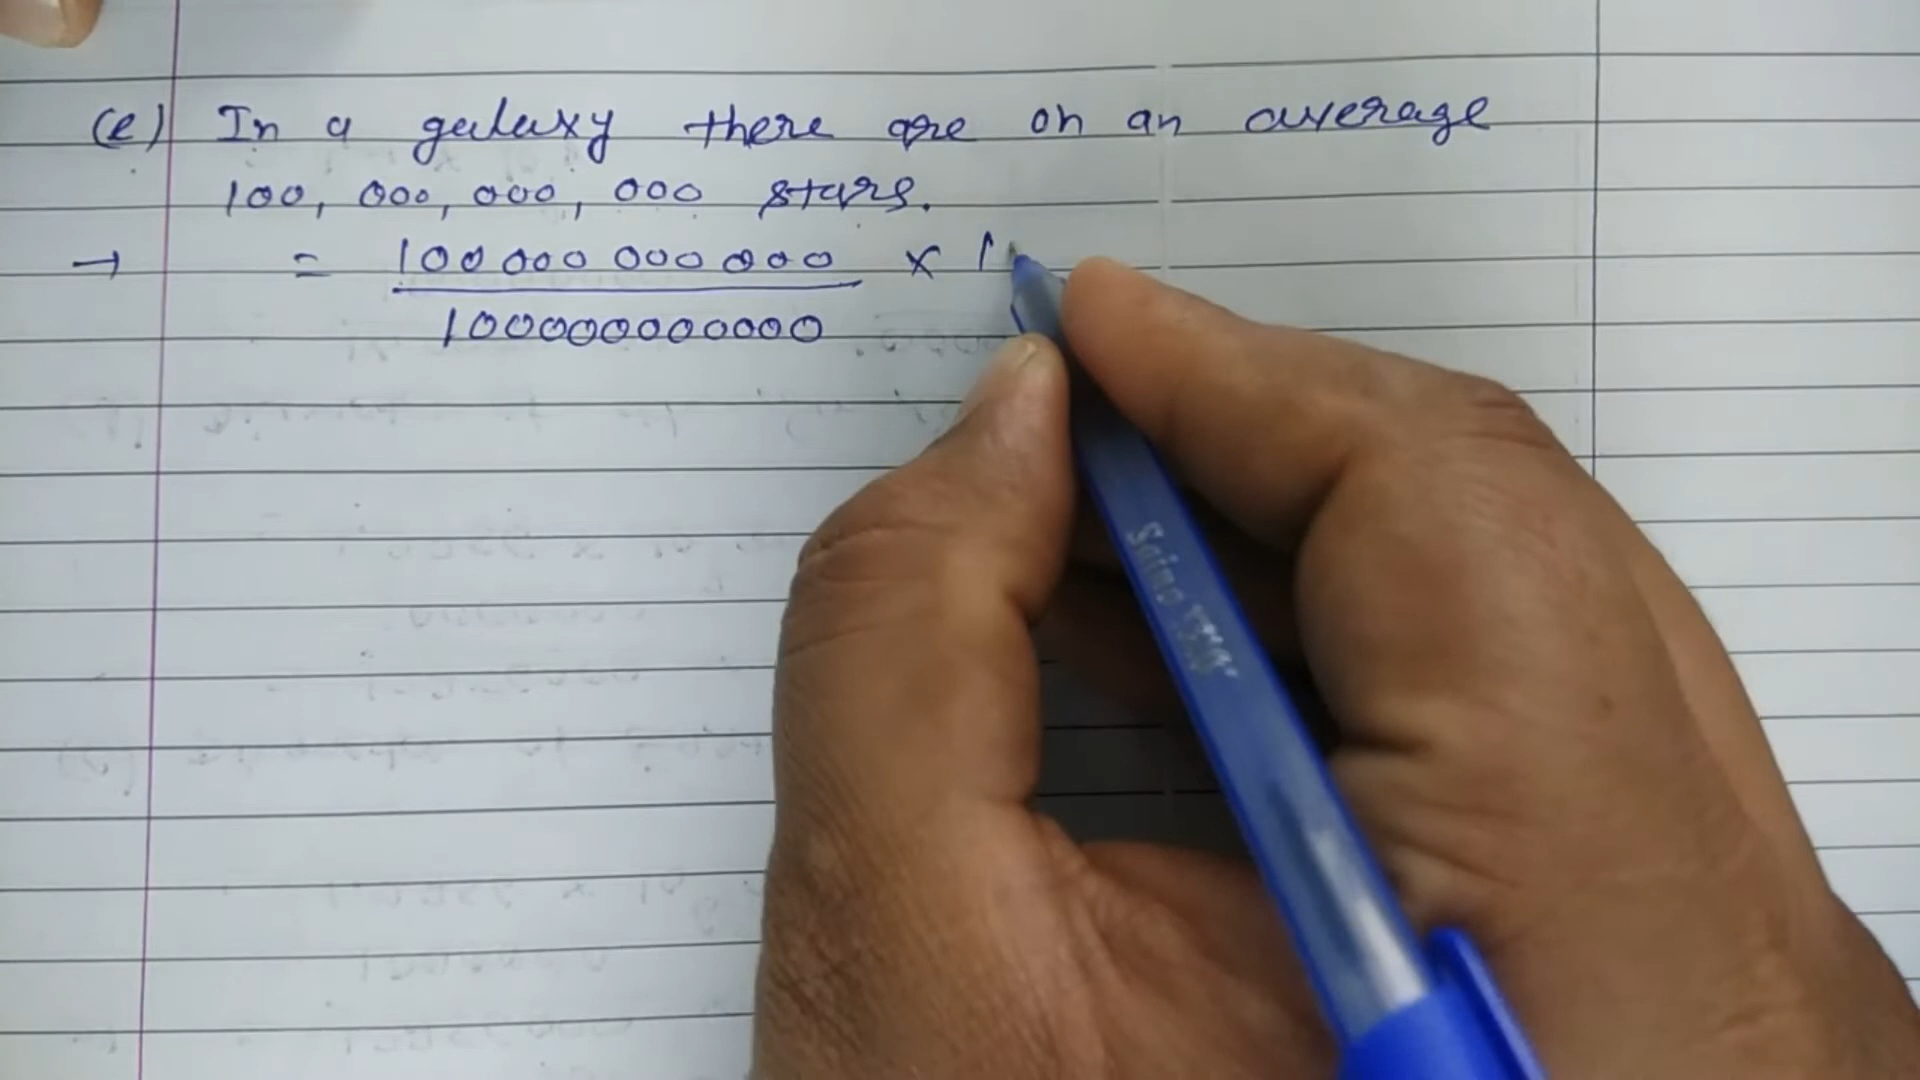 (e) In a galaxy there are on an average
100, 000, 000, 000 stars.
→ = 100 000 000 000 × 1
100000000000